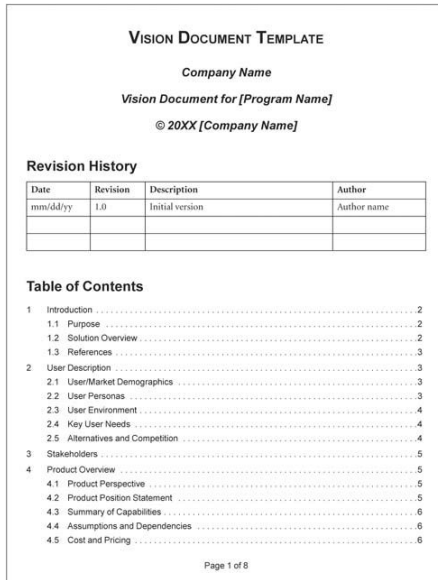 VISION DOCUMENT TEMPLATE
Company Name
Vision Document for [Program Name]
© 20XX [Company Name]
Revision History
Date Revision Description Author
mm/dd/yy 1.0 Initial version Author name
Table of Contents
1 Introduction 2
1.1 Purpose 2
1.2 Solution Overview 2
1.3 References 3
2 User Description 3
2.1 User/Market Demographics 3
2.2 User Personas 3
2.3 User Environment 4
2.4 Key User Needs 4
2.5 Alternatives and Competition 4
3 Stakeholders 5
4 Product Overview 5
4.1 Product Perspective 5
4.2 Product Position Statement 5
4.3 Summary of Capabilities 6
4.4 Assumptions and Dependencies 6
4.5 Cost and Pricing 6
Page 1 of 8